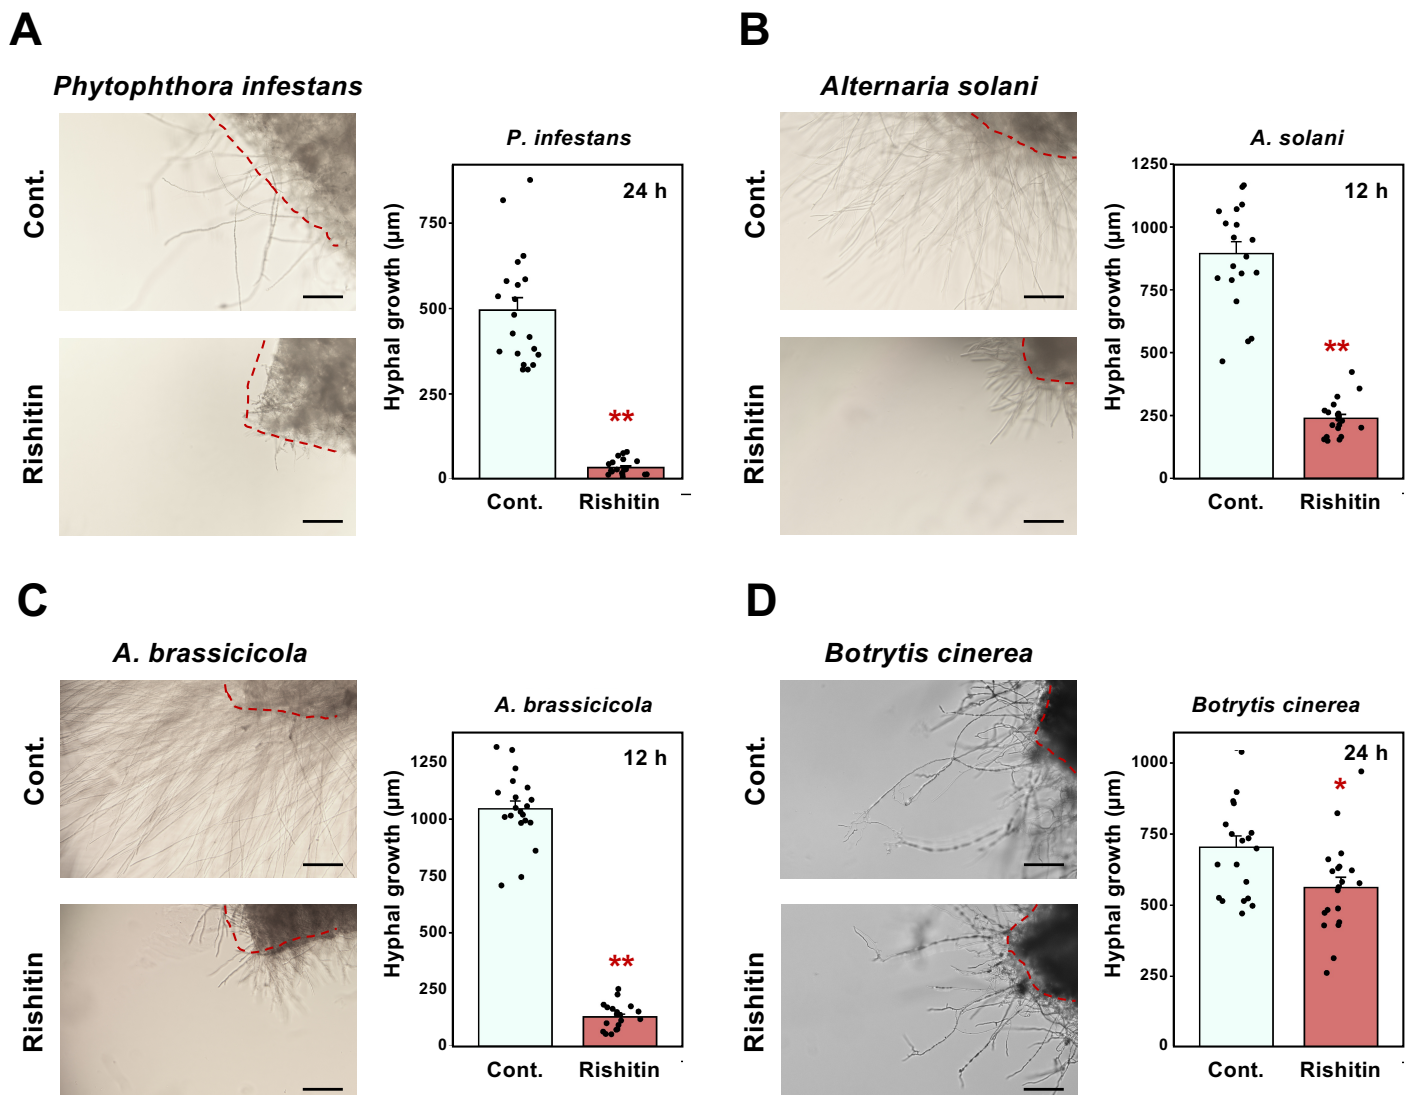 A
Phytophthora infestans
Cont.
Rishitin
P. infestans
24 h
Hyphal growth (µm)
750
500
250
0
**
Cont.
Rishitin
B
Alternaria solani
Cont.
Rishitin
A. solani
12 h
Hyphal growth (µm)
1250
1000
750
500
250
0
**
Cont.
Rishitin
C
A. brassicicola
Cont.
Rishitin
A. brassicicola
12 h
Hyphal growth (µm)
1250
1000
750
500
250
0
**
Cont.
Rishitin
D
Botrytis cinerea
Cont.
Rishitin
Botrytis cinerea
24 h
Hyphal growth (µm)
1000
750
500
250
0
*
Cont.
Rishitin